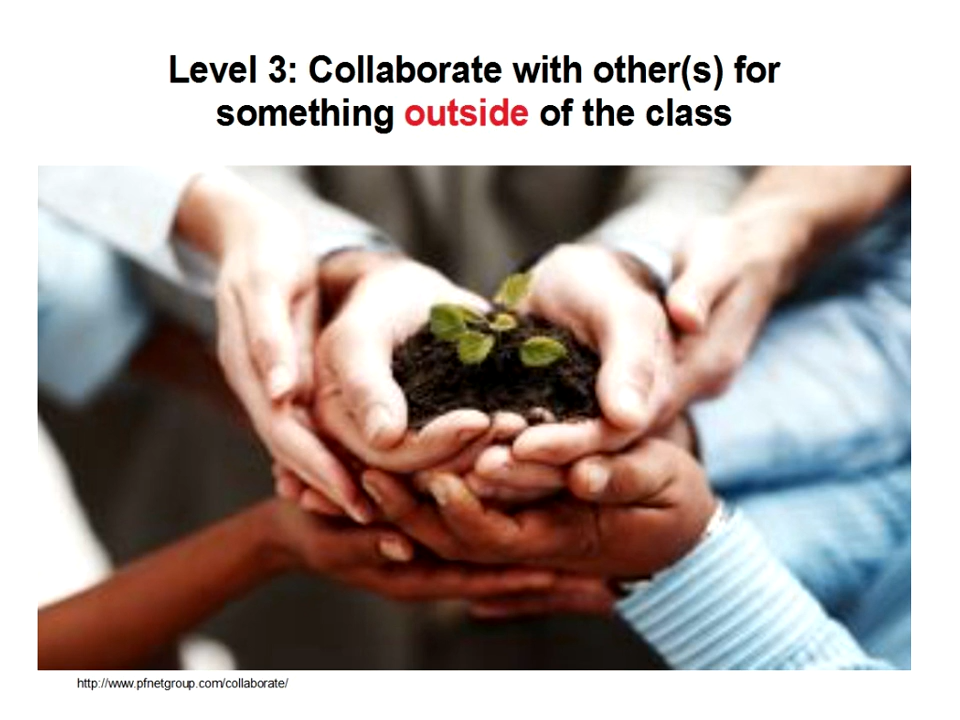 Level 3: Collaborate with other(s) for
something outside of the class
http://www.pfnetgroup.com/collaborate/